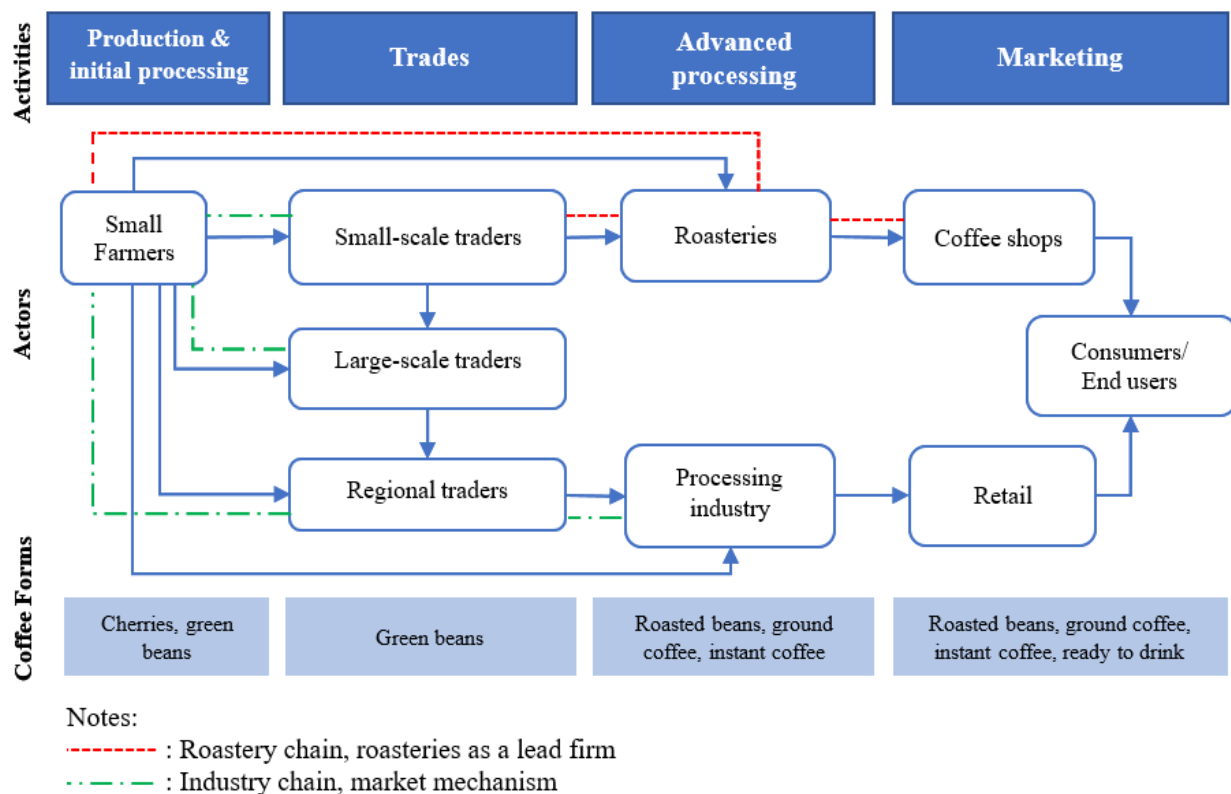 Activities
Production &
initial processing
Trades
Advanced
processing
Marketing
Actors
Small
Farmers
Small-scale traders
Roasteries
Coffee shops
Large-scale traders
Consumers/
End users
Regional traders
Processing
industry
Retail
Coffee Forms
Cherries, green
beans
Green beans
Roasted beans, ground
coffee, instant coffee
Roasted beans, ground coffee,
instant coffee, ready to drink
Notes:
: Roastery chain, roasteries as a lead firm
: Industry chain, market mechanism